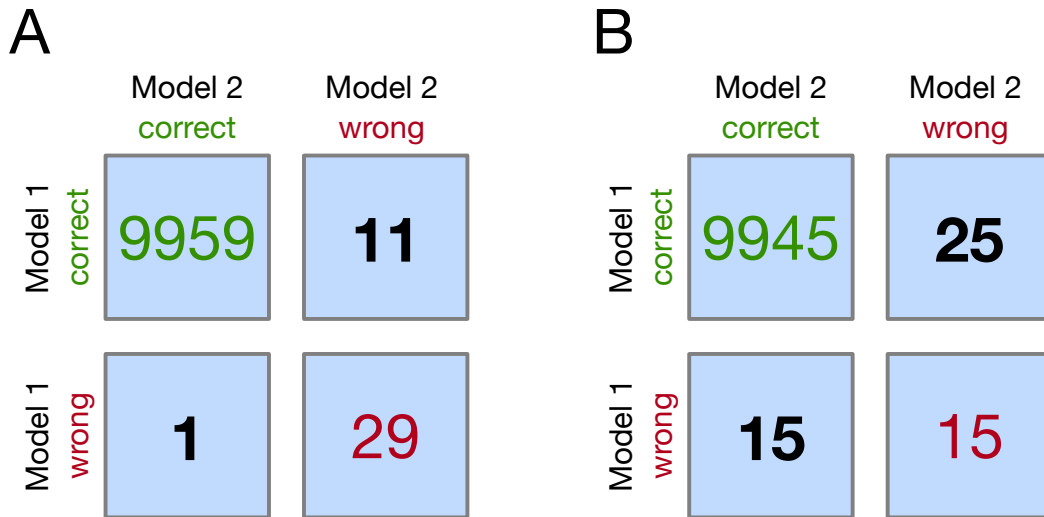 A
Model 2
correct
Model 2
wrong
Model 1
correct
9959
11
Model 1
wrong
1
29
B
Model 2
correct
Model 2
wrong
Model 1
correct
9945
25
Model 1
wrong
15
15